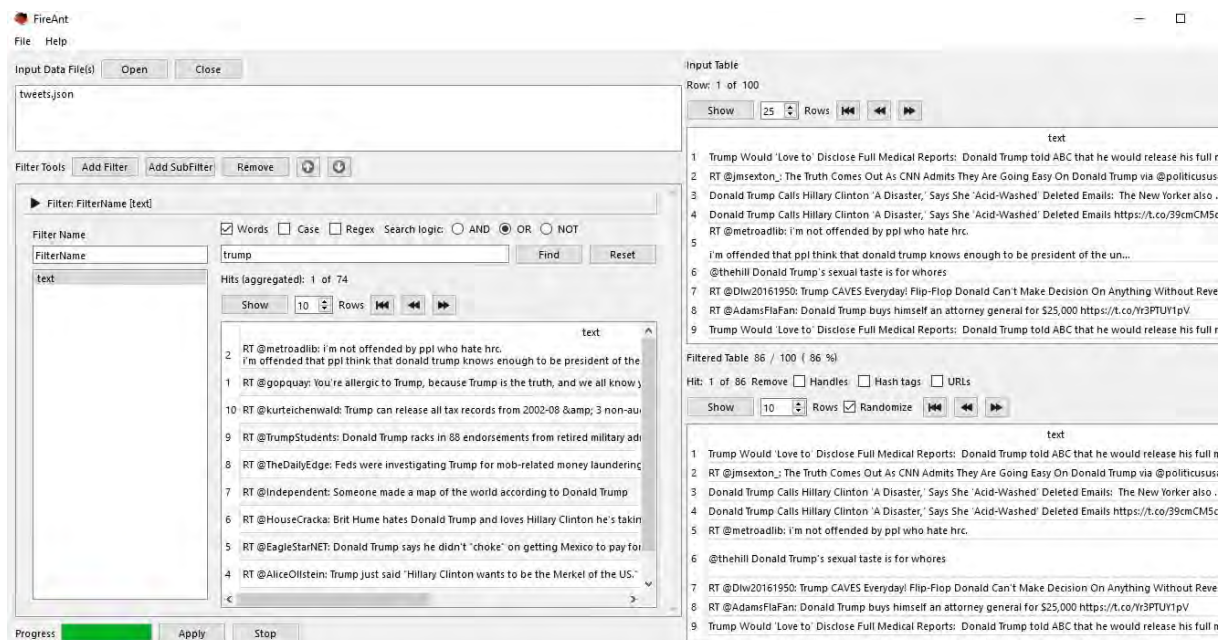 FireAnt
File Help
Input Data File(s) Open Close
tweets.json
Filter Tools Add Filter Add SubFilter Remove
Filter: FilterName [text]
Filter Name
FilterName
text
Words Case Regex Search logic: AND OR NOT
trump Find Reset
Hits (aggregated): 1 of 74
Show 10 Rows
text
2 RT @metroadlib: i'm not offended by ppl who hate hrc.
i'm offended that ppl think that donald trump knows enough to be president of the
1 RT @gopquay: You're allergic to Trump, because Trump is the truth, and we all know y
10 RT @kurteichenwald: Trump can release all tax records from 2002-08 &amp; 3 non-au
9 RT @TrumpStudents: Donald Trump racks in 88 endorsements from retired military adi
8 RT @TheDailyEdge: Feds were investigating Trump for mob-related money laundering
7 RT @Independent: Someone made a map of the world according to Donald Trump
6 RT @HouseCracka: Brit Hume hates Donald Trump and loves Hillary Clinton he's takin
5 RT @EagleStarNET: Donald Trump says he didn't "choke" on getting Mexico to pay for
4 RT @AliceOllstein: Trump just said "Hillary Clinton wants to be the Merkel of the US."
Progress Apply Stop
Input Table
Row: 1 of 100
Show 25 Rows
text
1 Trump Would 'Love to' Disclose Full Medical Reports: Donald Trump told ABC that he would release his full
2 RT @jmsexton_: The Truth Comes Out As CNN Admits They Are Going Easy On Donald Trump via @politicusus
3 Donald Trump Calls Hillary Clinton 'A Disaster,' Says She 'Acid-Washed' Deleted Emails: The New Yorker also .
4 Donald Trump Calls Hillary Clinton 'A Disaster,' Says She 'Acid-Washed' Deleted Emails https://t.co/39cmCM5c
5 RT @metroadlib: i'm not offended by ppl who hate hrc.
i'm offended that ppl think that donald trump knows enough to be president of the un...
6 @thehill Donald Trump's sexual taste is for whores
7 RT @Dlw20161950: Trump CAVES Everyday! Flip-Flop Donald Can't Make Decision On Anything Without Reve
8 RT @AdamsFlaFan: Donald Trump buys himself an attorney general for $25,000 https://t.co/Yr3PTUY1pV
9 Trump Would 'Love to' Disclose Full Medical Reports: Donald Trump told ABC that he would release his full
Filtered Table 86 / 100 ( 86 %)
Hit: 1 of 86 Remove Handles Hash tags URLs
Show 10 Rows Randomize
text
1 Trump Would 'Love to' Disclose Full Medical Reports: Donald Trump told ABC that he would release his full
2 RT @jmsexton_: The Truth Comes Out As CNN Admits They Are Going Easy On Donald Trump via @politicusus
3 Donald Trump Calls Hillary Clinton 'A Disaster,' Says She 'Acid-Washed' Deleted Emails: The New Yorker also .
4 Donald Trump Calls Hillary Clinton 'A Disaster,' Says She 'Acid-Washed' Deleted Emails https://t.co/39cmCM5c
5 RT @metroadlib: i'm not offended by ppl who hate hrc.
6 @thehill Donald Trump's sexual taste is for whores
7 RT @Dlw20161950: Trump CAVES Everyday! Flip-Flop Donald Can't Make Decision On Anything Without Reve
8 RT @AdamsFlaFan: Donald Trump buys himself an attorney general for $25,000 https://t.co/Yr3PTUY1pV
9 Trump Would 'Love to' Disclose Full Medical Reports: Donald Trump told ABC that he would release his full